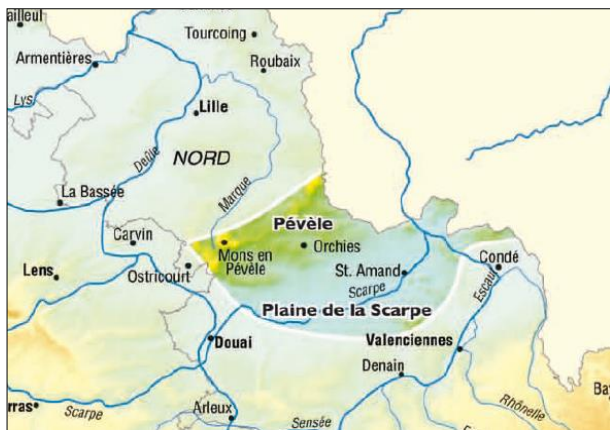 ailleul
Tourcoing
Armentières
Roubaix
Lys
Lille
Deûle
NORD
Marque
La Bassée
Pévèle
Carvin
Mons en
Pévèle
Orchies
Lens
Ostricourt
St. Amand
Condé
Scarpe
Escaut
Plaine de la Scarpe
Douai
Valenciennes
Denain
Bay
rras
Scarpe
Arleux
Sensée
Rhônelle